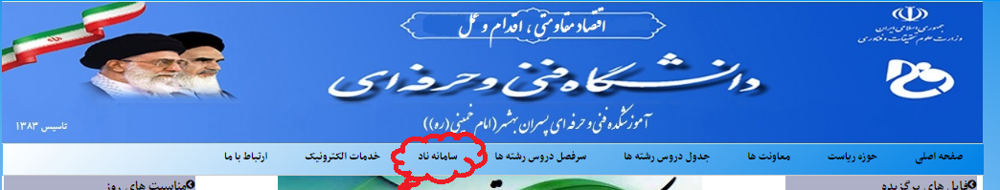 اقتصاد مقاومتی ، اقدام و عمل
جمهوری اسلامی ایران
وزارت علوم تحقیقات و فناوری
دانشگاه فنی و حرفه ای
آموزشکده فنی و حرفه ای پسران بهشهر(امام خمینی(ره))
تاسیس ۱۳۸۳
صفحه اصلی
حوزه ریاست
معاونت ها
جدول دروس رشته ها
سرفصل دروس رشته ها
سامانه ناد
خدمات الکترونیک
ارتباط با ما
فایل های برگزیده
مناسبت های روز